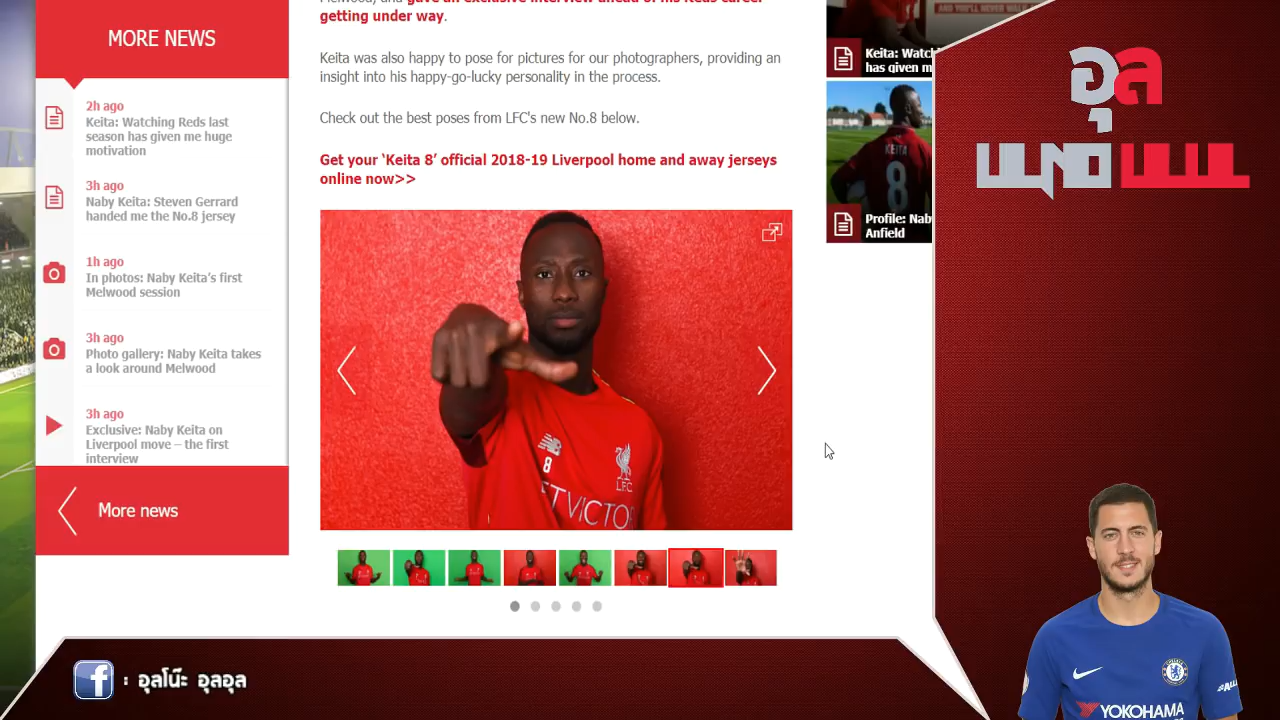 MORE NEWS
2h ago
Keita: Watching Reds last
season has given me huge
motivation
3h ago
Naby Keita: Steven Gerrard
handed me the No.8 jersey
1h ago
In photos: Naby Keita's first
Melwood session
3h ago
Photo gallery: Naby Keita takes
a look around Melwood
3h ago
Exclusive: Naby Keita on
Liverpool move – the first
interview
More news
getting under way.
Keita was also happy to pose for pictures for our photographers, providing an
insight into his happy-go-lucky personality in the process.
Check out the best poses from LFC's new No.8 below.
Get your ‘Keita 8’ official 2018-19 Liverpool home and away jerseys
online now>>
8
LFC
ETVICTOR
Keita: Watch
has given m
KEITA
8
Profile: Nab
Anfield
อุล
YOKOHAMA
f : อุลโน๊ะ อุลอุล